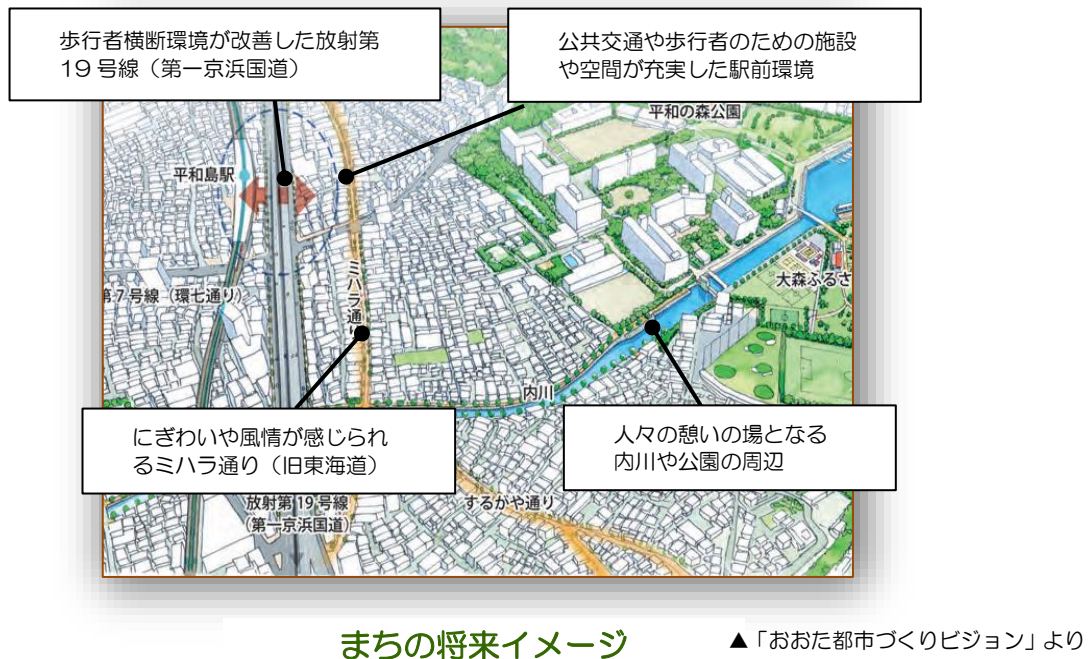 歩行者横断環境が改善した放射第
19号線（第一京浜国道）
公共交通や歩行者のための施設
や空間が充実した駅前環境
平和の森公園
平和島駅
大森ふるさ
第7号線（環七通り）
ミハラ通り
内川
にぎわいや風情が感じられ
るミハラ通り（旧東海道）
人々の憩いの場となる
内川や公園の周辺
放射第19号線
（第一京浜国道）
するがや通り
まちの将来イメージ
▲「おおた都市づくりビジョン」より